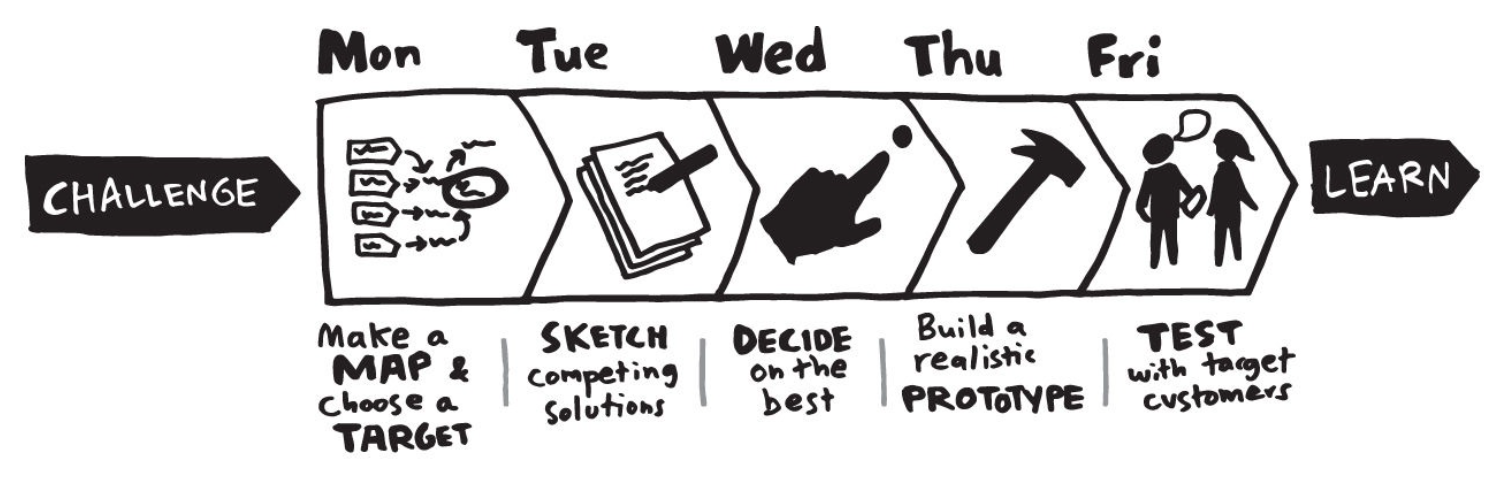 Mon Tue Wed Thu Fri
CHALLENGE
LEARN
Make a
MAP &
choose a
TARGET
SKETCH
competing
solutions
DECIDE
on the
best
Build a
realistic
PROTOTYPE
TEST
with target
customers